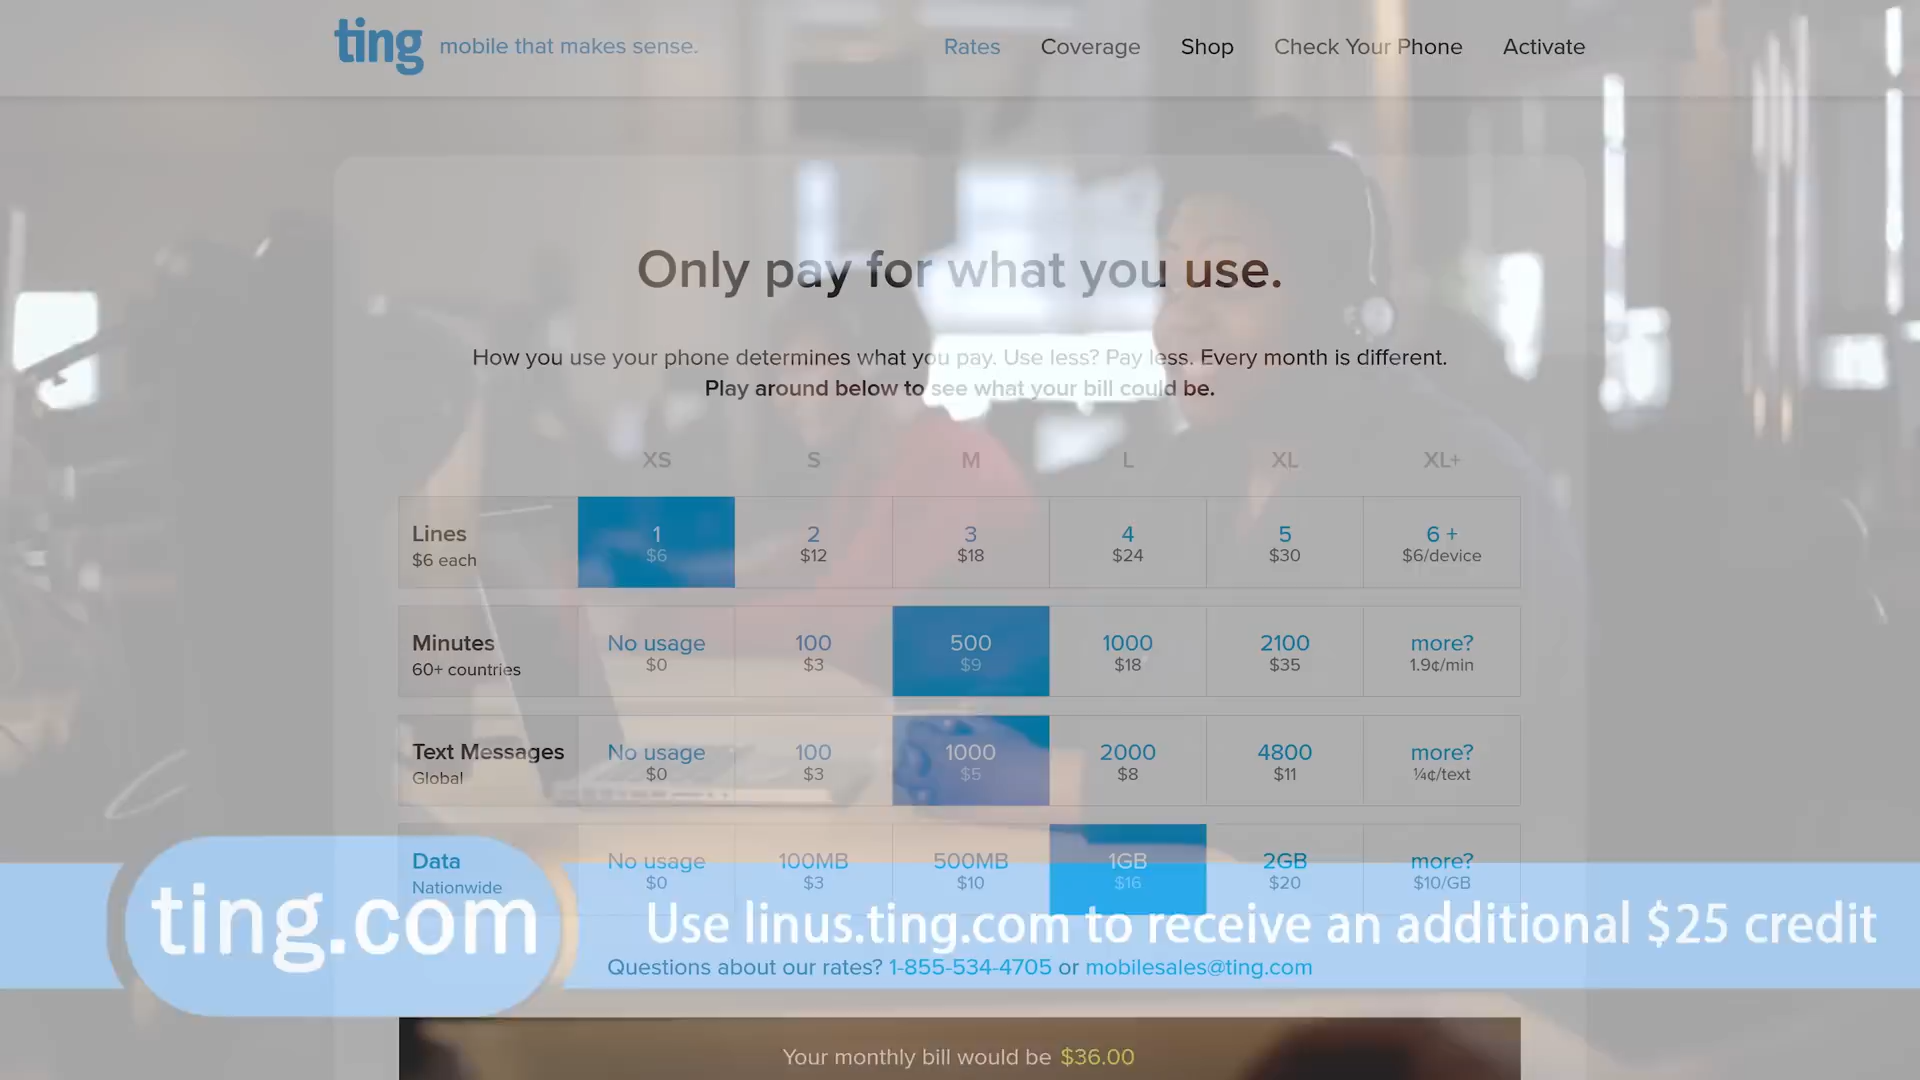 ting mobile that makes sense. Rates Coverage Shop Check Your Phone Activate
Only pay for what you use.
How you use your phone determines what you pay. Use less? Pay less. Every month is different.
Play around below to see what your bill could be.
XS S M L XL XL+
Lines 1 2 3 4 5 6 +
$6 each $6 $12 $18 $24 $30 $6/device
Minutes No usage 100 500 1000 2100 more?
60+ countries $0 $3 $9 $18 $35 1.9¢/min
Text Messages No usage 100 1000 2000 4800 more?
Global $0 $3 $5 $8 $11 ¼¢/text
Data No usage 100MB 500MB 1GB 2GB more?
Nationwide $0 $3 $10 $16 $20 $10/GB
ting.com Use linus.ting.com to receive an additional $25 credit
Questions about our rates? 1-855-534-4705 or mobilesales@ting.com
Your monthly bill would be $36.00